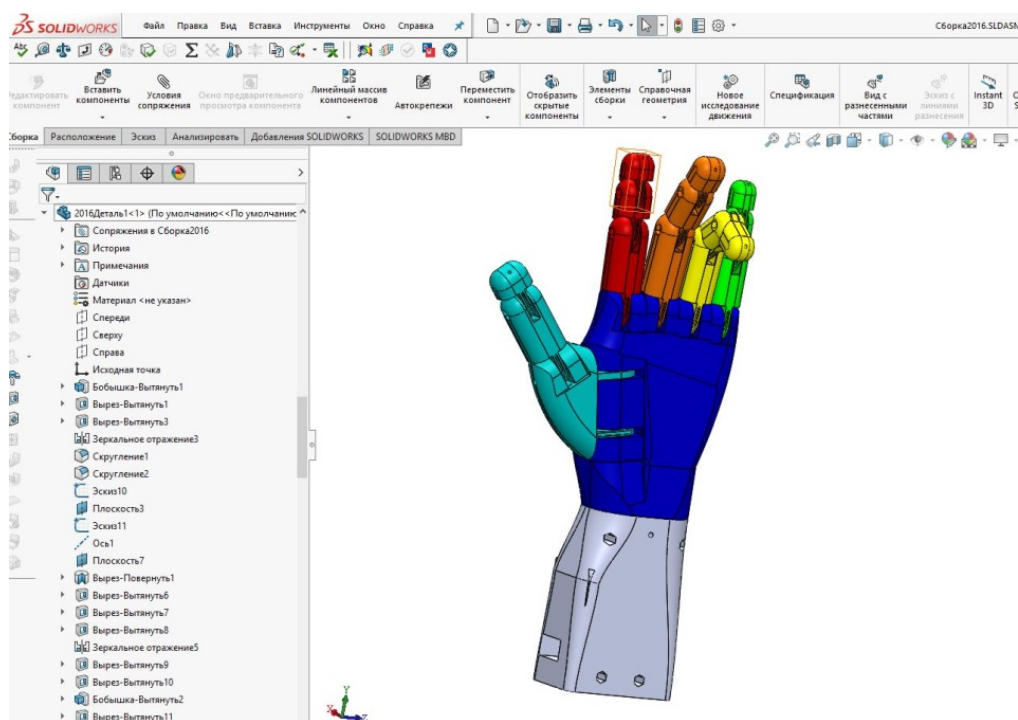 SOLIDWORKS
Файл Правка Вид Вставка Инструменты Окно Справка
Сборка2016.SLDASM
Редактировать компонент
Вставить компоненты
Условия сопряжения
Окно предварительного просмотра компонента
Линейный массив компонентов
Автокрепежи
Переместить компонент
Отобразить скрытые компоненты
Элементы сборки
Справочная геометрия
Новое исследование движения
Спецификация
Вид с разнесенными частями
Эскиз с линиями разнесения
Instant 3D
Сборка Расположение Эскиз Анализировать Добавления SOLIDWORKS SOLIDWORKS MBD
2016Деталь1<1> (По умолчанию<<По умолчанию
Сопряжения в Сборка2016
История
Примечания
Датчики
Материал <не указан>
Спереди
Сверху
Справа
Исходная точка
Бобышка-Вытянуть1
Вырез-Вытянуть1
Вырез-Вытянуть3
Зеркальное отражение3
Скругление1
Скругление2
Эскиз10
Плоскость3
Эскиз11
Ось1
Плоскость7
Вырез-Повернуть1
Вырез-Вытянуть6
Вырез-Вытянуть7
Вырез-Вытянуть8
Зеркальное отражение5
Вырез-Вытянуть9
Вырез-Вытянуть10
Бобышка-Вытянуть2
Вырез-Вытянуть11